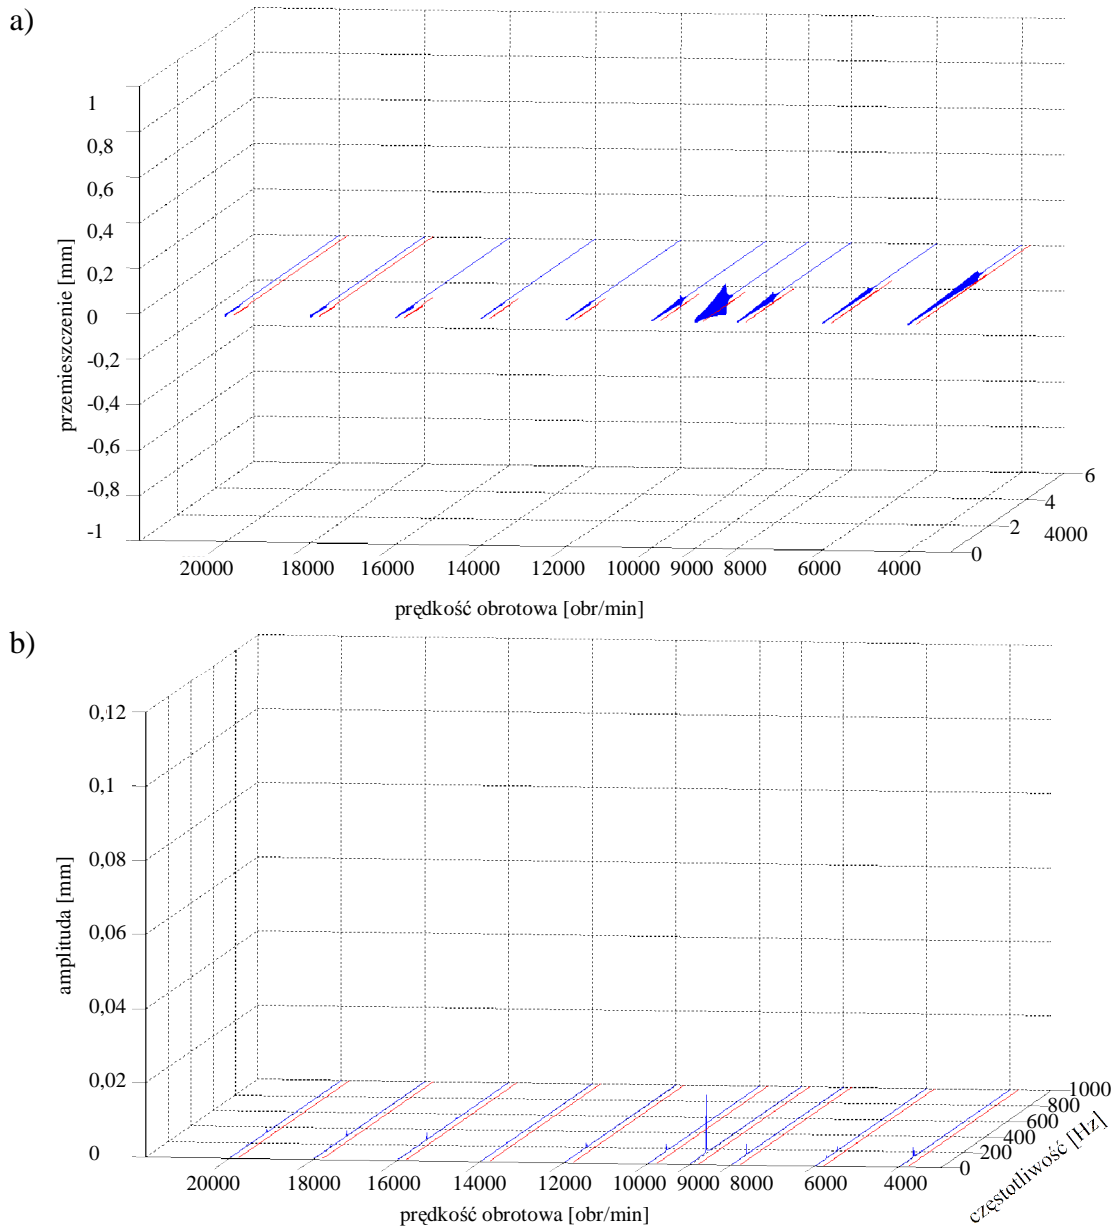 a)
1
0,8
0,6
0,4
0,2
0
-0,2
-0,4
-0,6
-0,8
-1
przemieszczenie [mm]
20000 18000 16000 14000 12000 10000 9000 8000 6000 4000
0 2 4 6
4000
prędkość obrotowa [obr/min]
b)
0,12
0,1
0,08
0,06
0,04
0,02
0
amplituda [mm]
20000 18000 16000 14000 12000 10000 9000 8000 6000 4000
0 200 400 600 800 1000
częstotliwość [Hz]
prędkość obrotowa [obr/min]